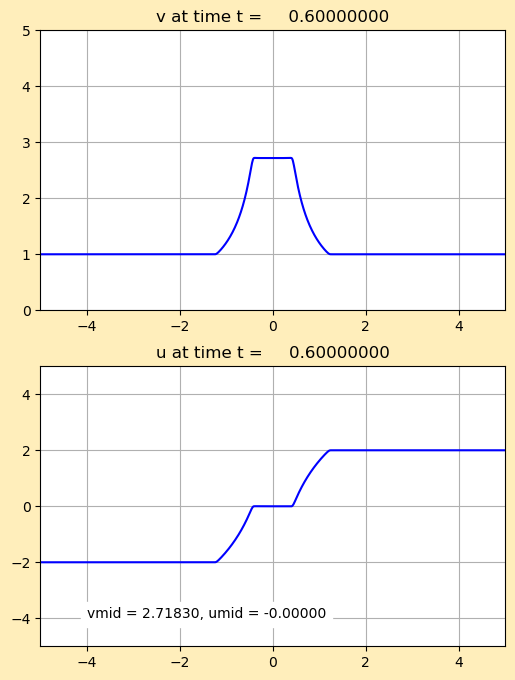 v at time t = 0.60000000
5
4
3
2
1
0
−4 −2 0 2 4
u at time t = 0.60000000
4
2
0
−2
−4
vmid = 2.71830, umid = -0.00000
−4 −2 0 2 4